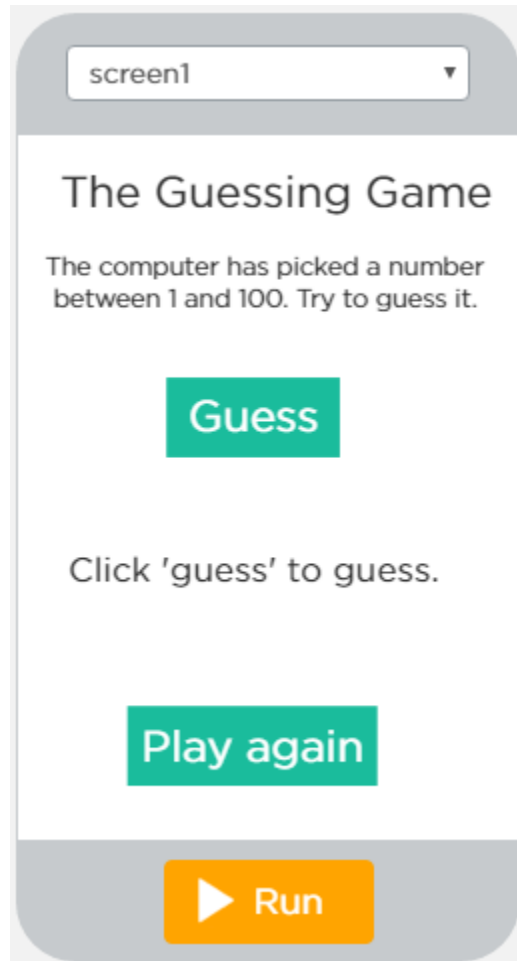 screen1
The Guessing Game
The computer has picked a number
between 1 and 100. Try to guess it.
Guess
Click 'guess' to guess.
Play again
Run